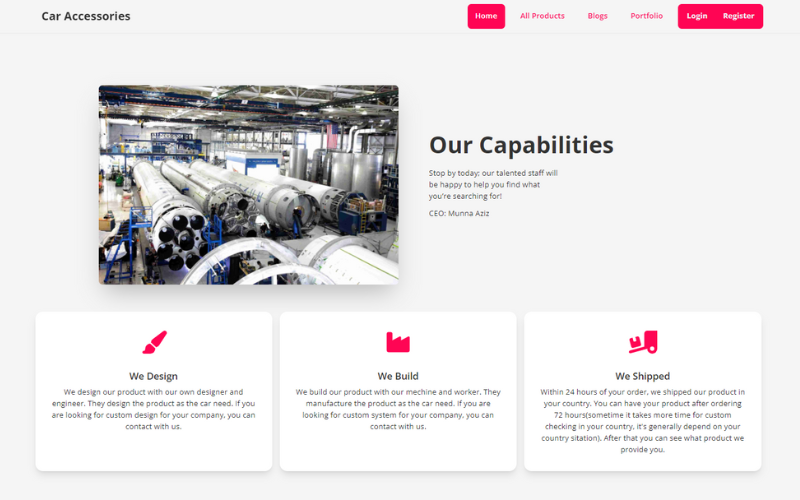 Car Accessories
Home All Products Blogs Portfolio Login Register
Our Capabilities
Stop by today; our talented staff will
be happy to help you find what
you're searching for!
CEO: Munna Aziz
We Design
We design our product with our own designer and
engineer. They design the product as the car need. If you
are looking for custom design for your company, you can
contact with us.
We Build
We build our product with our machine and worker. They
manufacture the product as the car need. If you are
looking for custom system for your company, you can
contact with us.
We Shipped
Within 24 hours of your order, we shipped our product in
your country. You can have your product after ordering
72 hours(sometime it takes more time for custom
checking in your country, it's generally depend on your
country sitation). After that you can see what product we
provide you.